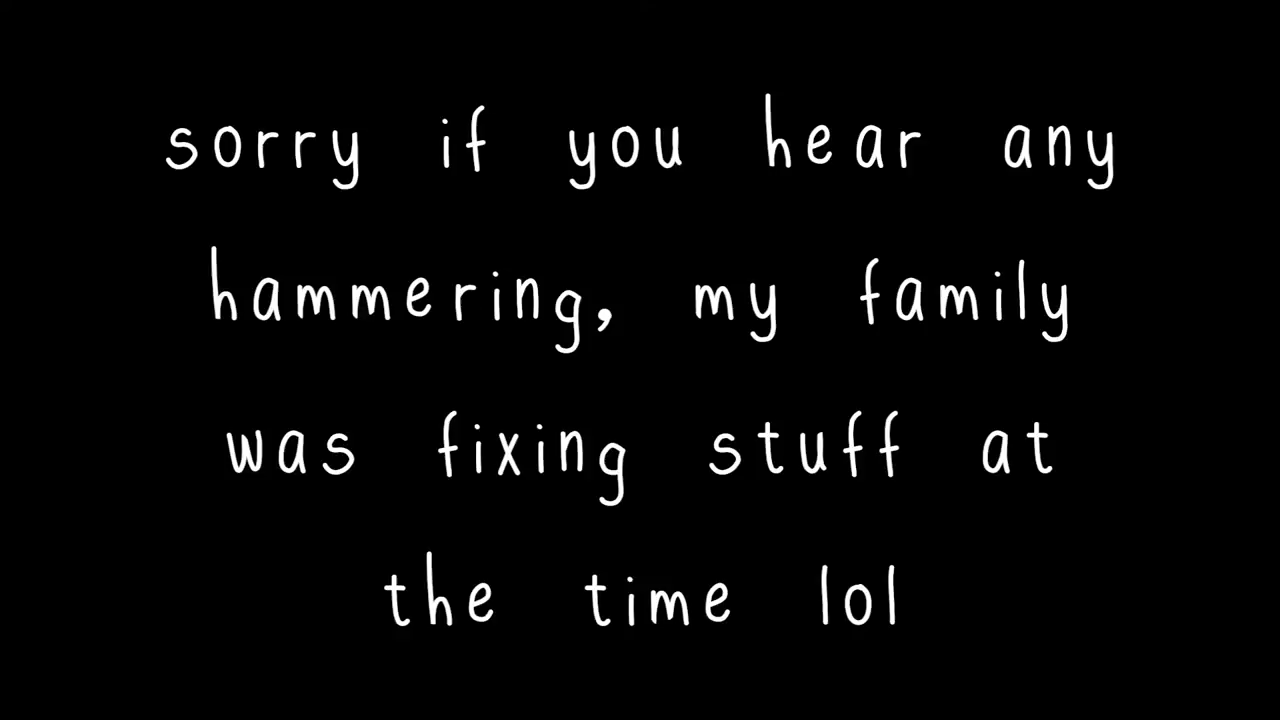 sorry if you hear any
hammering, my family
was fixing stuff at
the time lol